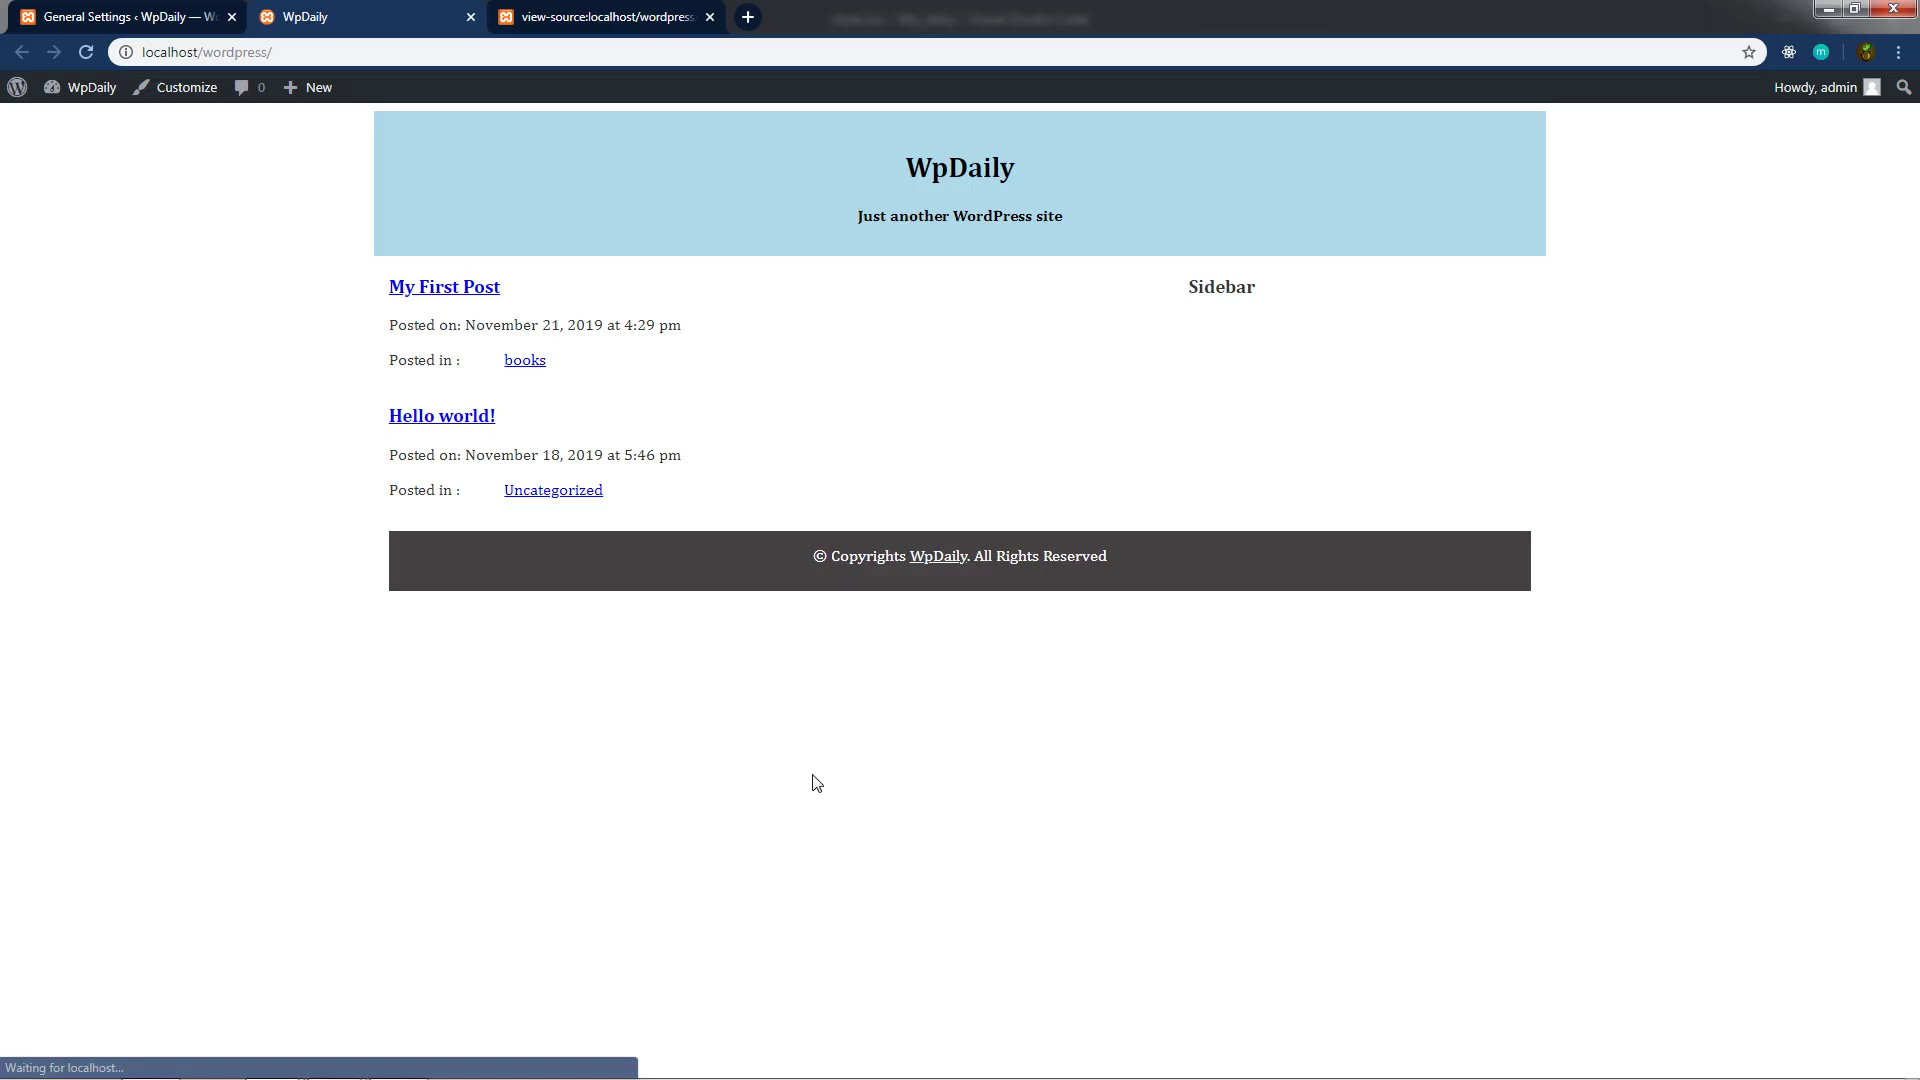 General Settings ‹ WpDaily — W
WpDaily
view-source:localhost/wordpress
localhost/wordpress/
WpDaily
Customize
0
New
Howdy, admin
WpDaily
Just another WordPress site
My First Post
Sidebar
Posted on: November 21, 2019 at 4:29 pm
Posted in : books
Hello world!
Posted on: November 18, 2019 at 5:46 pm
Posted in : Uncategorized
© Copyrights WpDaily. All Rights Reserved
Waiting for localhost...